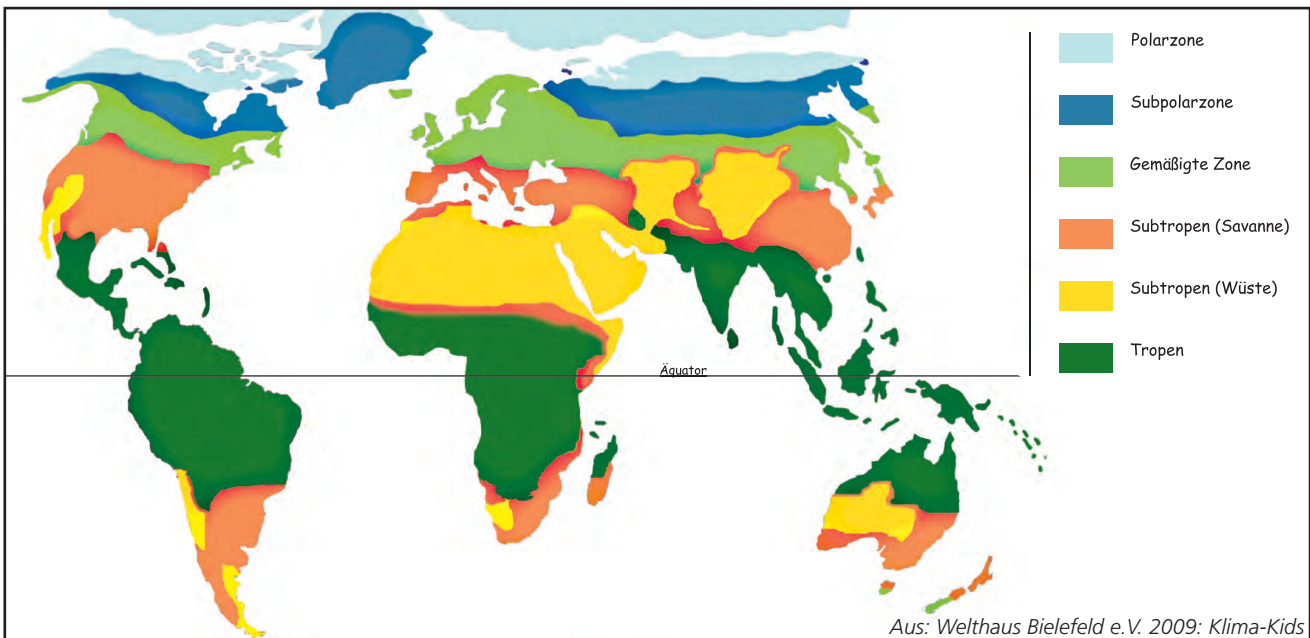 Polarzone
Subpolarzone
Gemäßigte Zone
Subtropen (Savanne)
Subtropen (Wüste)
Tropen
Äquator
Aus: Welthaus Bielefeld e.V. 2009: Klima-Kids